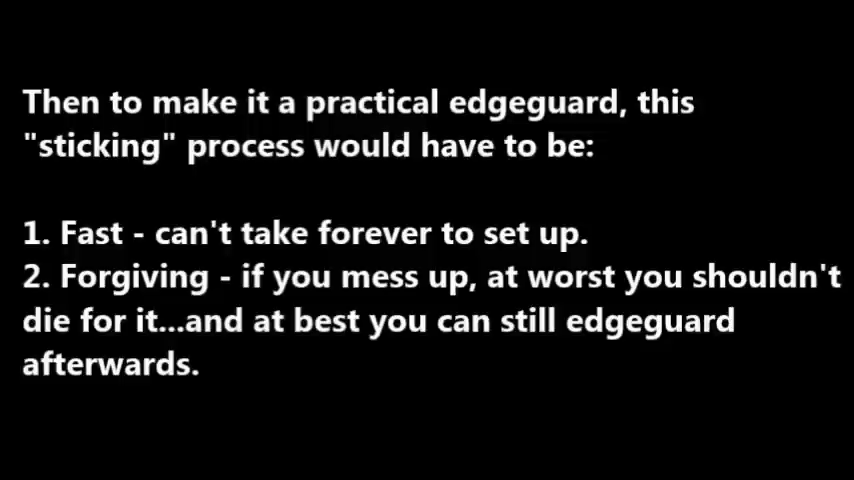 Then to make it a practical edgeguard, this
"sticking" process would have to be:
1. Fast - can't take forever to set up.
2. Forgiving - if you mess up, at worst you shouldn't
die for it...and at best you can still edgeguard
afterwards.